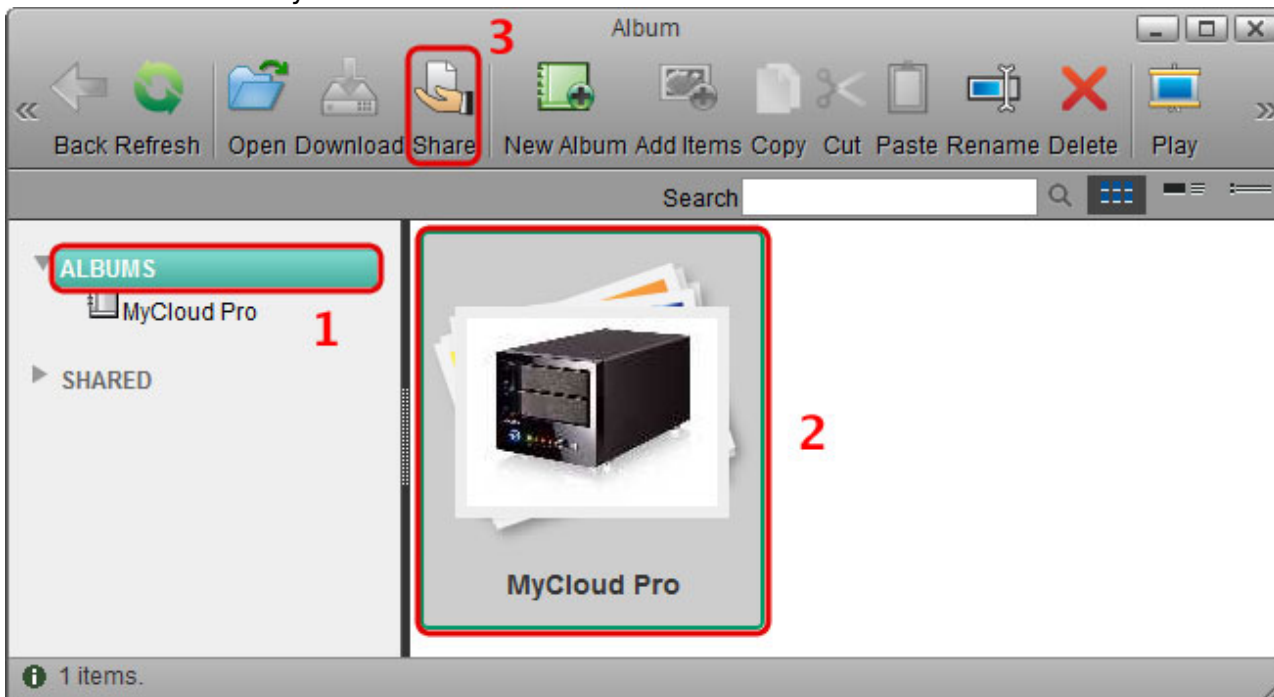 Album
3
Back Refresh Open Download Share New Album Add Items Copy Cut Paste Rename Delete Play
Search
ALBUMS
MyCloud Pro
1
SHARED
2
MyCloud Pro
1 items.